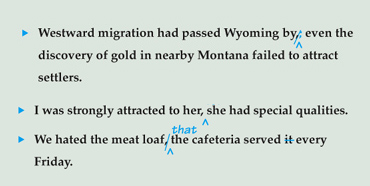 Westward migration had passed Wyoming by,; even the
discovery of gold in nearby Montana failed to attract
settlers.
I was strongly attracted to her, she had special qualities.
that
We hated the meat loaf, the cafeteria served it every
Friday.